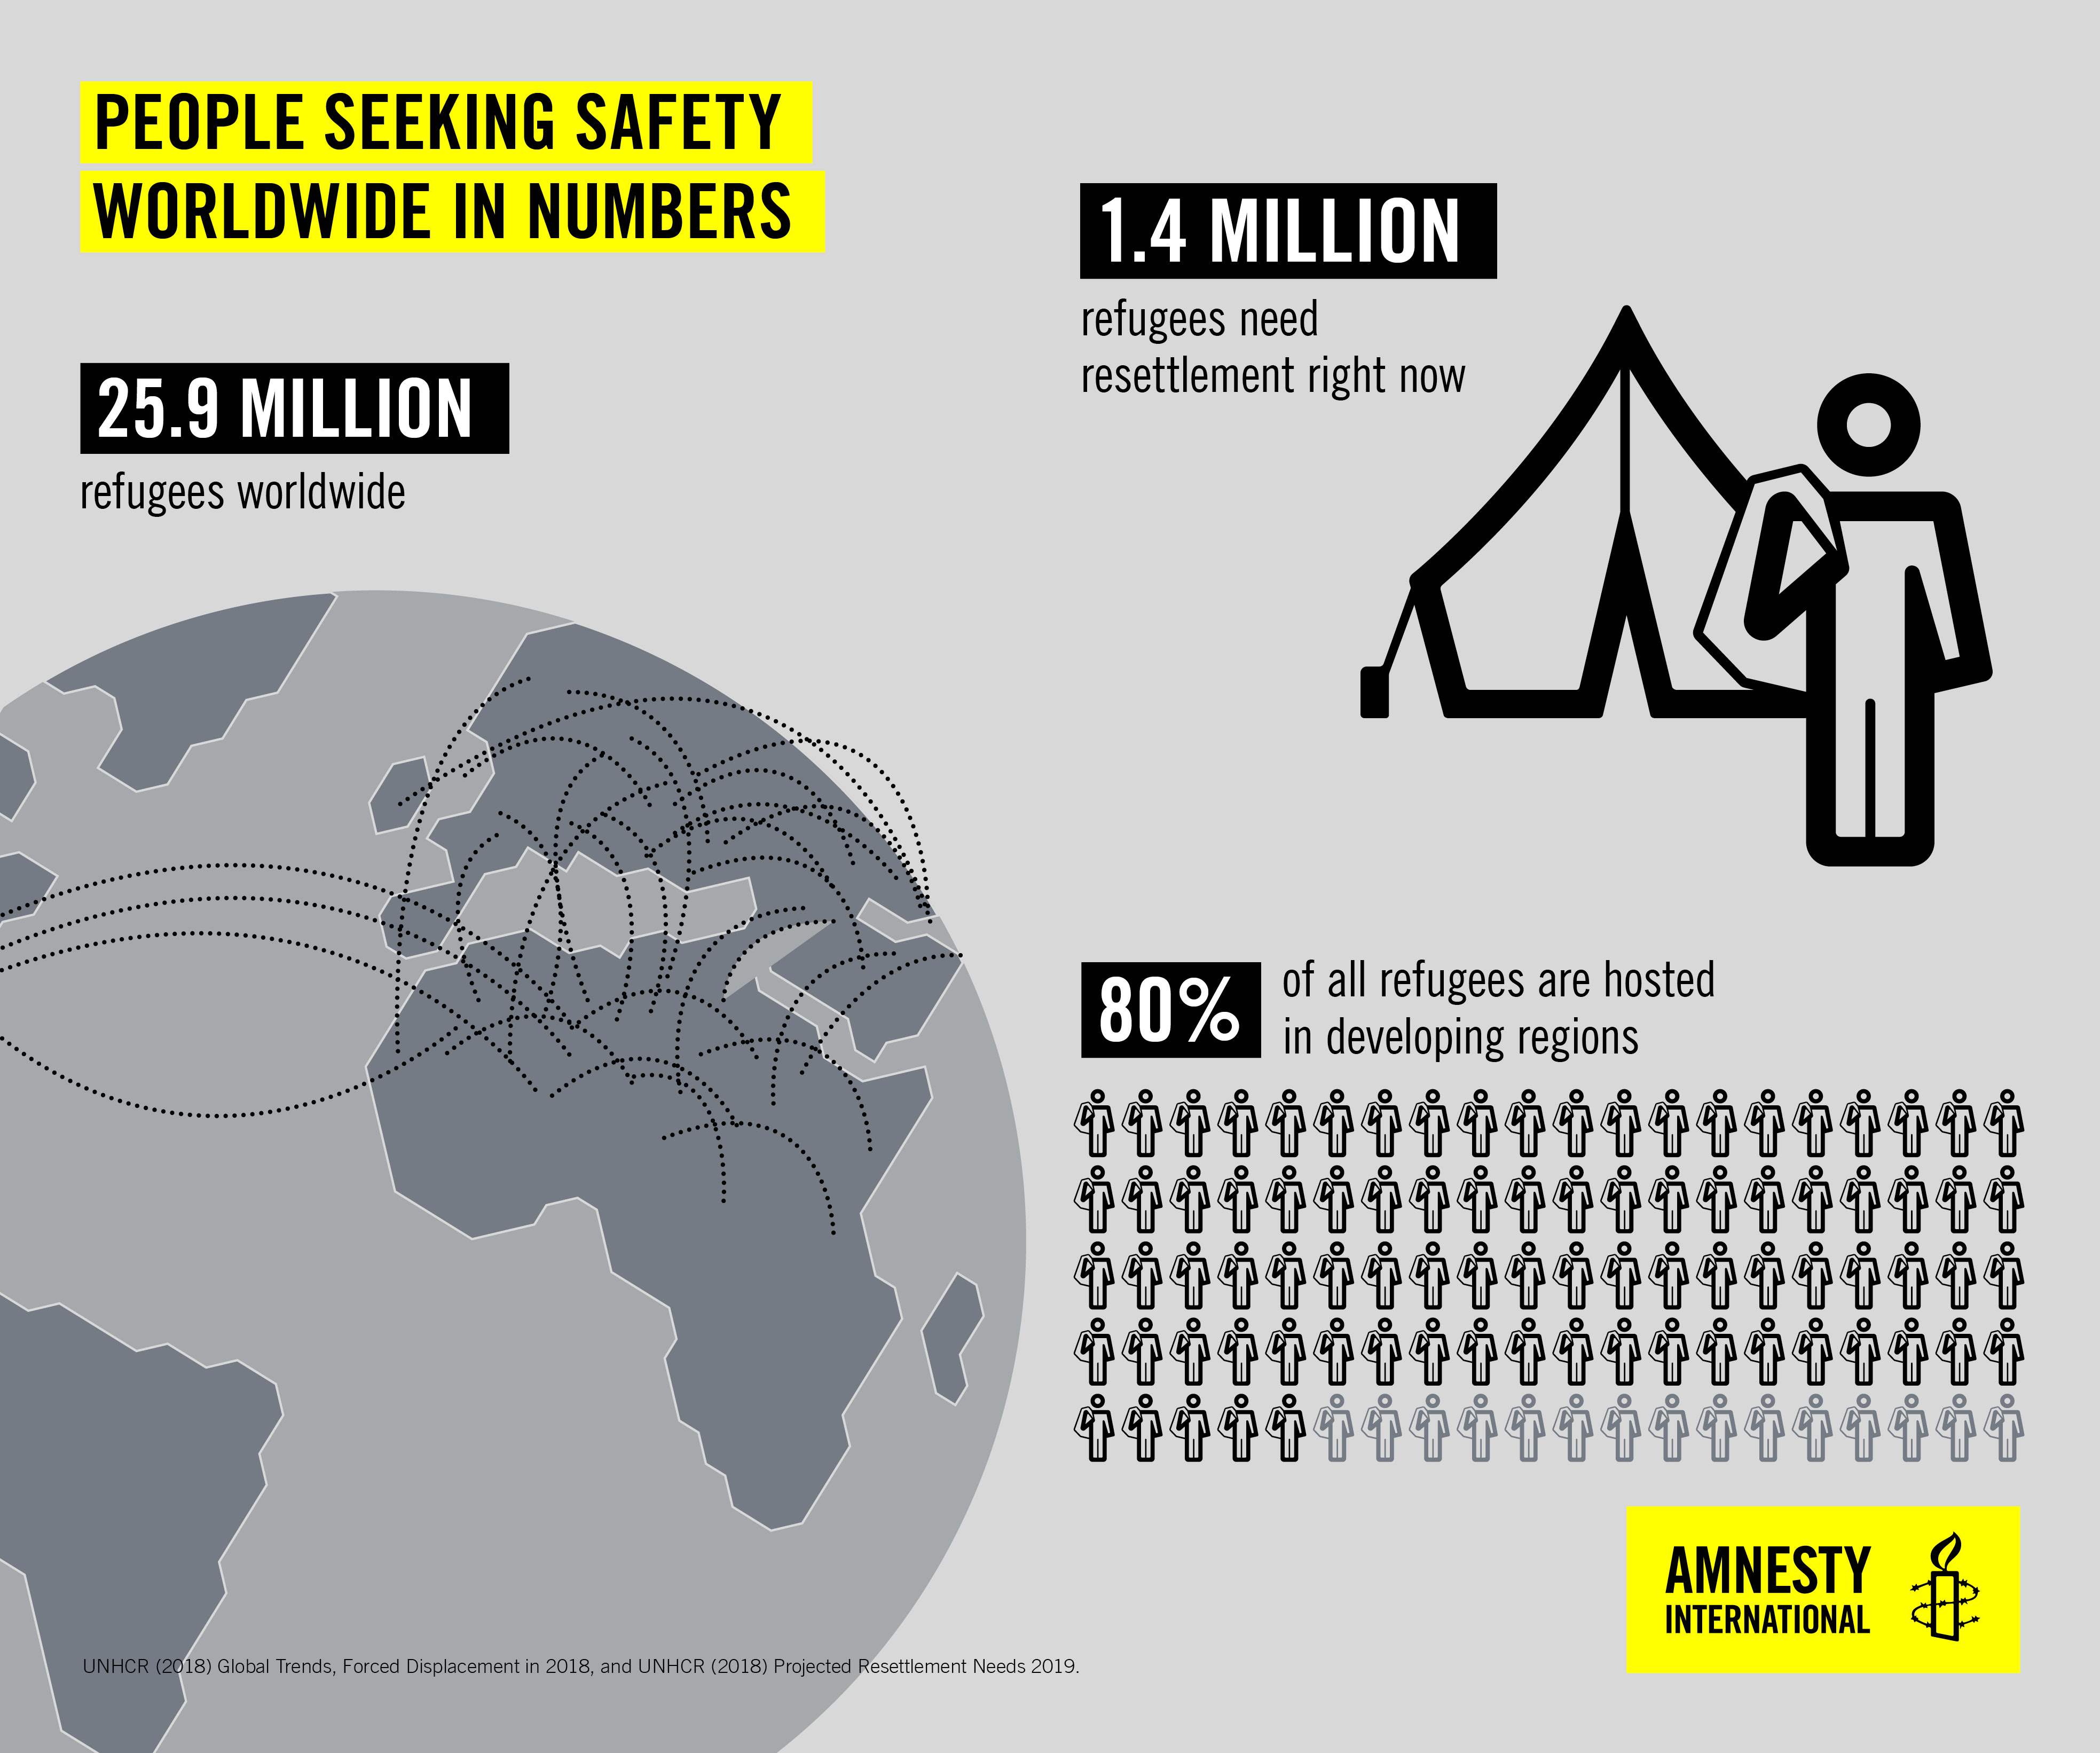 PEOPLE SEEKING SAFETY
WORLDWIDE IN NUMBERS
25.9 MILLION
refugees worldwide
1.4 MILLION
refugees need
resettlement right now
80%
of all refugees are hosted
in developing regions
AMNESTY
INTERNATIONAL
UNHCR (2018) Global Trends, Forced Displacement in 2018, and UNHCR (2018) Projected Resettlement Needs 2019.